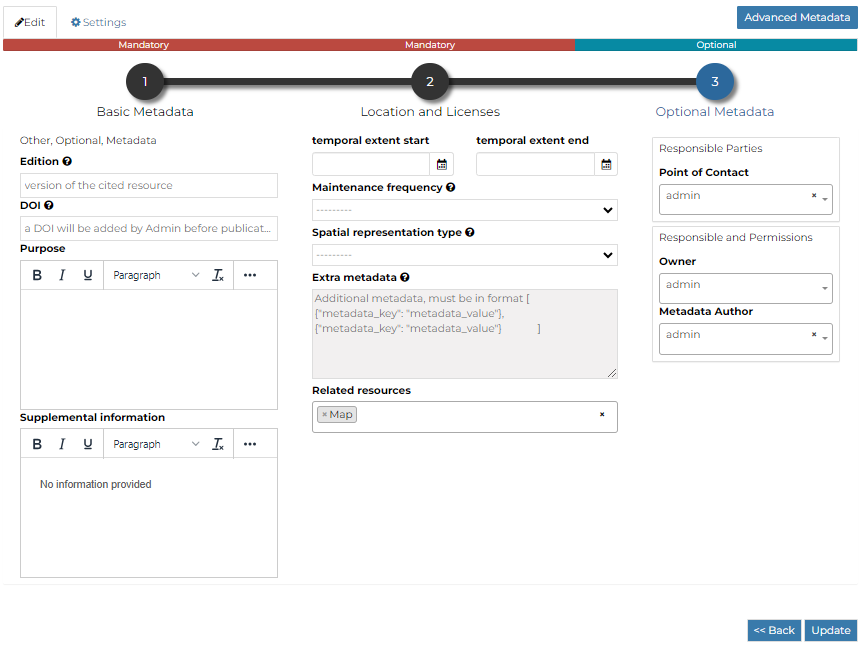 Edit
Settings
Advanced Metadata
Mandatory
Mandatory
Optional
1
2
3
Basic Metadata
Location and Licenses
Optional Metadata
Other, Optional, Metadata
Edition
version of the cited resource
DOI
a DOI will be added by Admin before publicat...
Purpose
B I U Paragraph
Supplemental information
B I U Paragraph
No information provided
temporal extent start
temporal extent end
Maintenance frequency
---------
Spatial representation type
---------
Extra metadata
Additional metadata, must be in format [
{"metadata_key": "metadata_value"},
{"metadata_key": "metadata_value"} ]
Related resources
× Map ×
Responsible Parties
Point of Contact
admin ×
Responsible and Permissions
Owner
admin
Metadata Author
admin ×
<< Back
Update